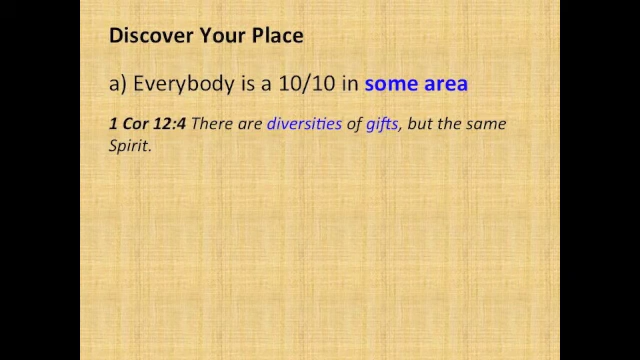 Discover Your Place
a) Everybody is a 10/10 in some area
1 Cor 12:4 There are diversities of gifts, but the same
Spirit.